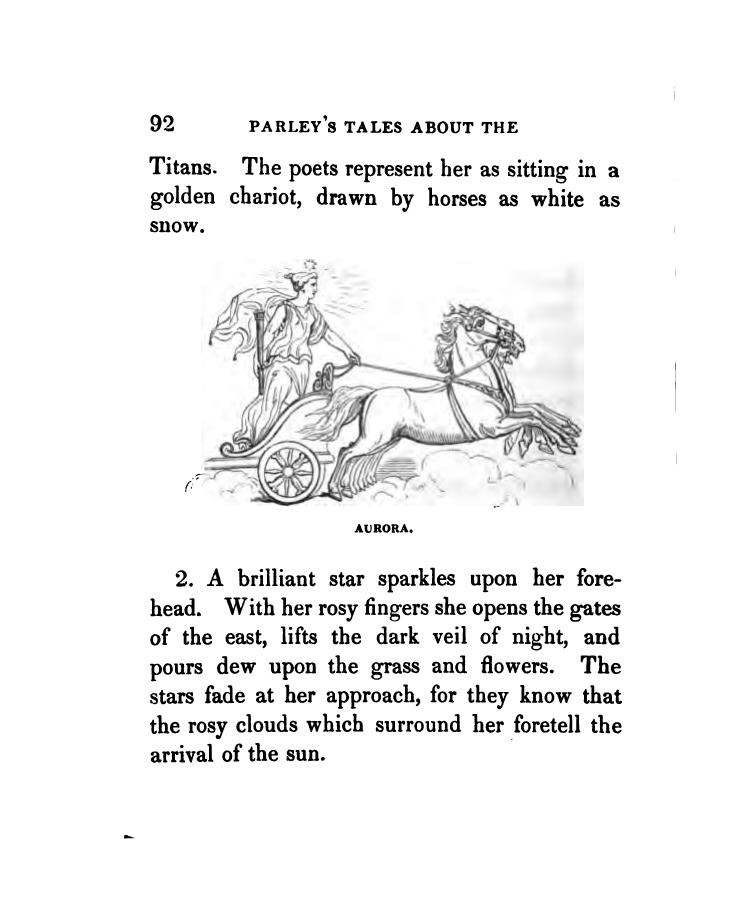 92 PARLEY'S TALES ABOUT THE
Titans. The poets represent her as sitting in a
golden chariot, drawn by horses as white as
snow.
AURORA.
2. A brilliant star sparkles upon her fore-
head. With her rosy fingers she opens the gates
of the east, lifts the dark veil of night, and
pours dew upon the grass and flowers. The
stars fade at her approach, for they know that
the rosy clouds which surround her foretell the
arrival of the sun.